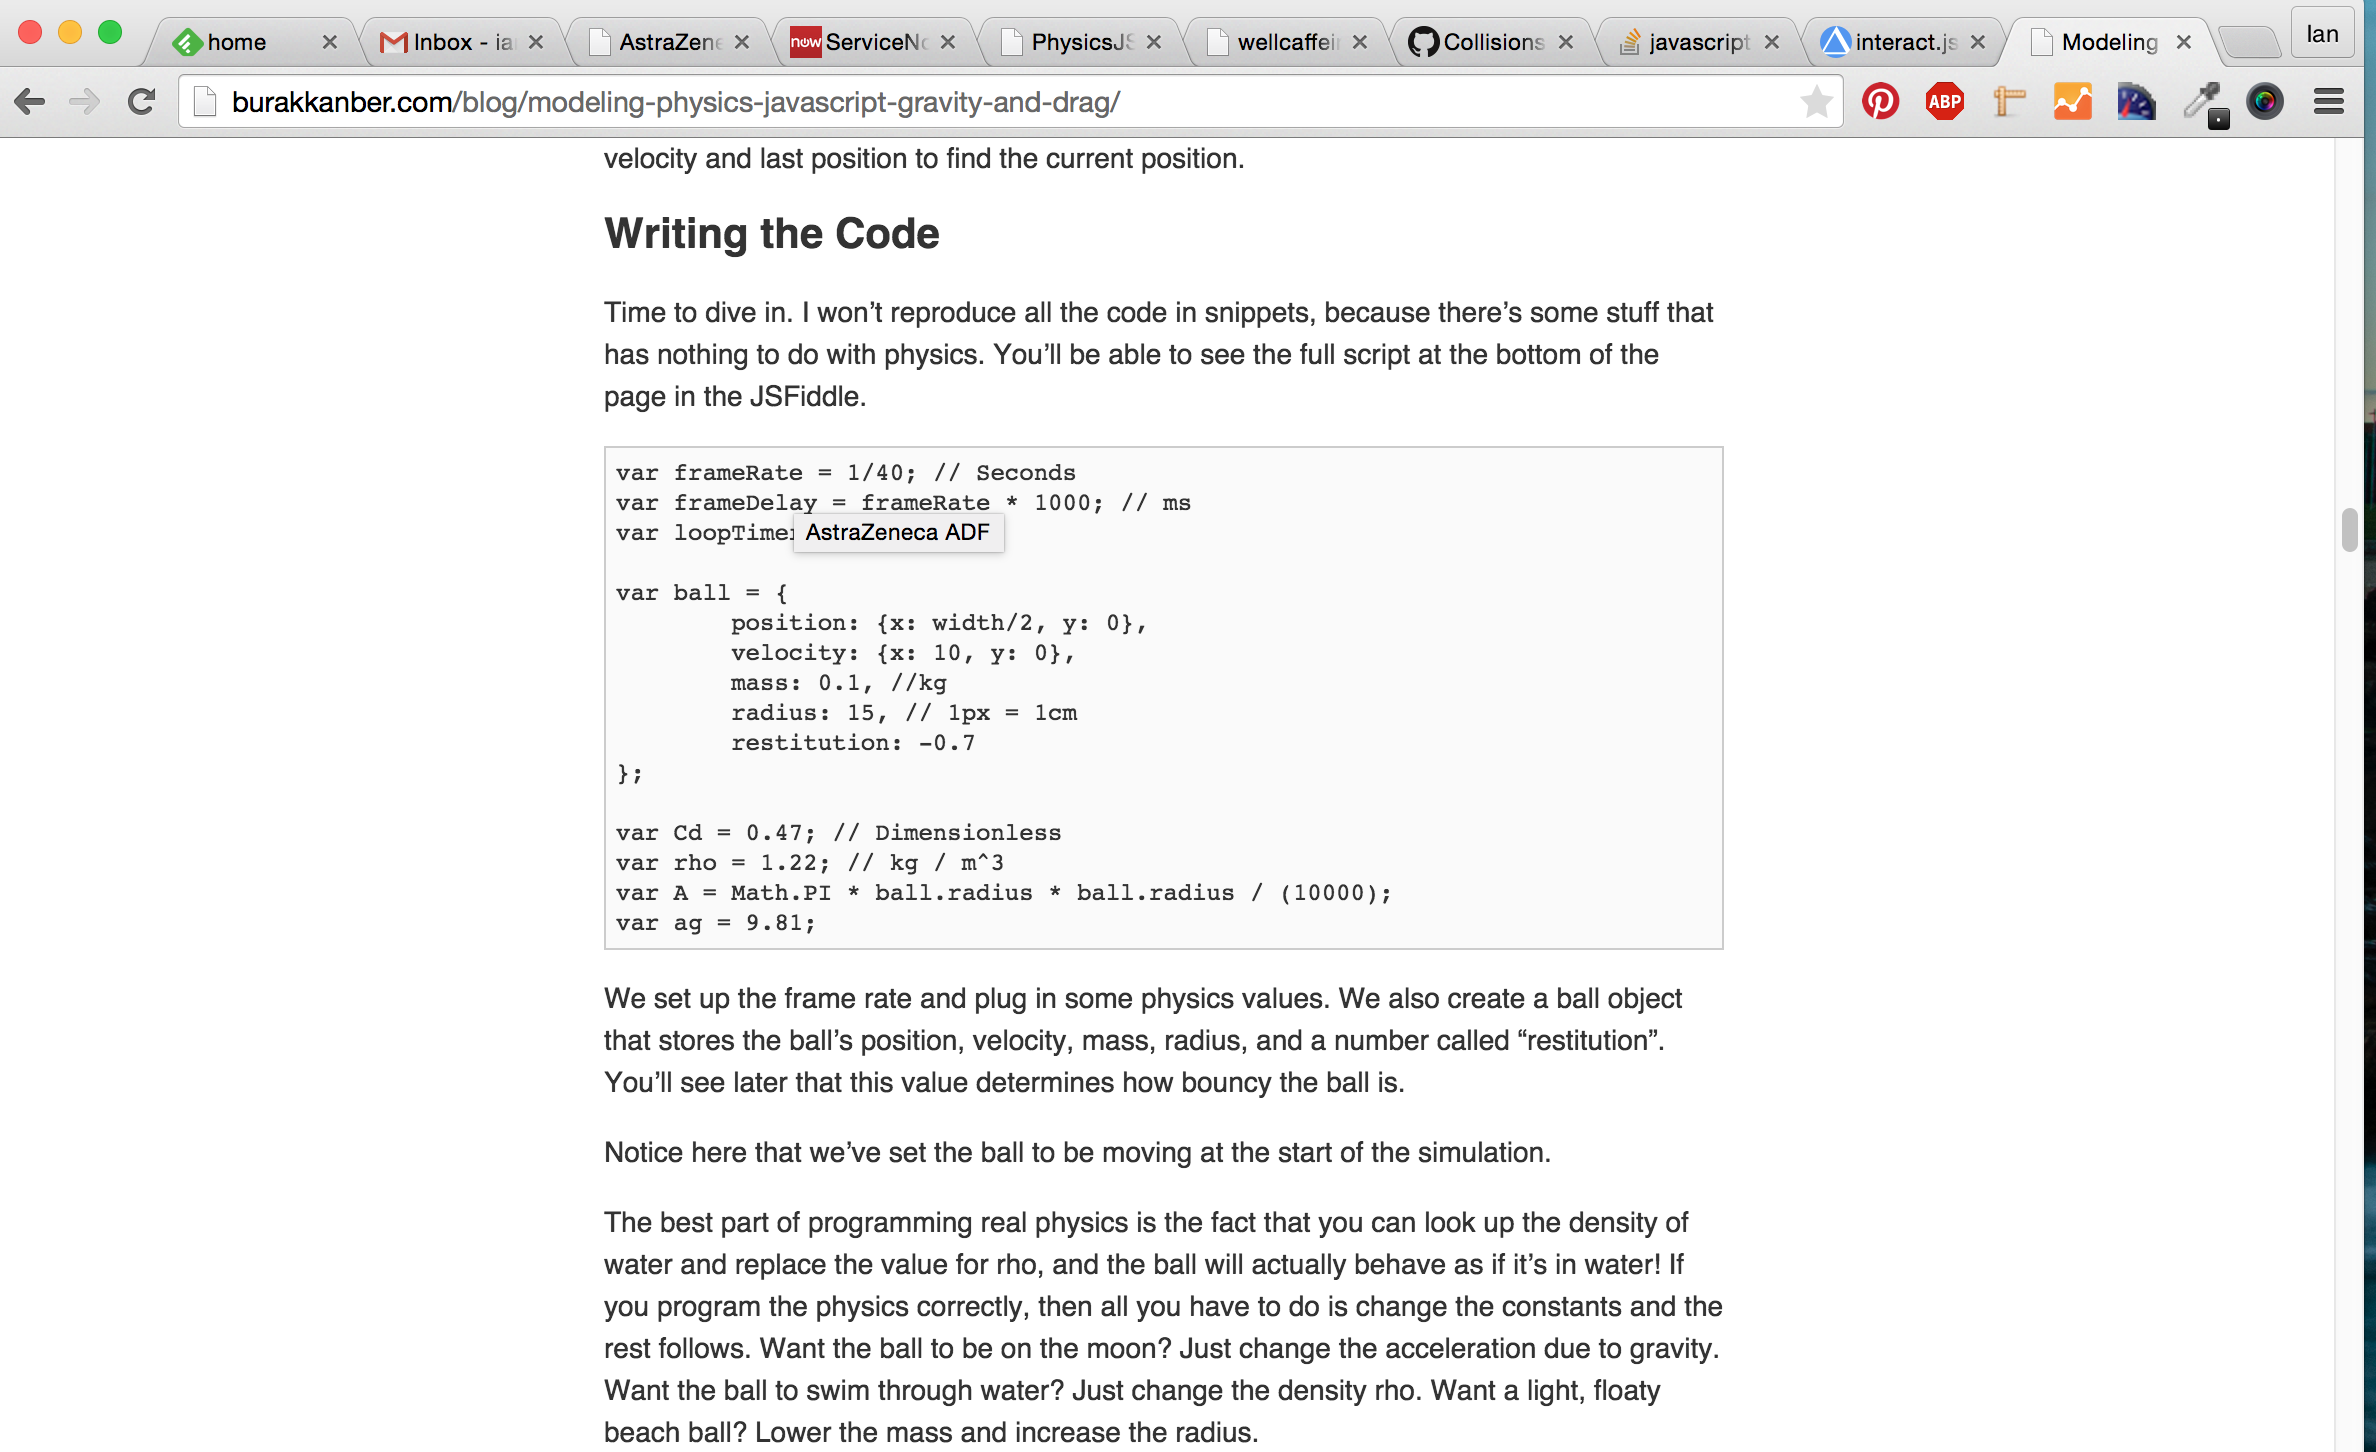 home
Inbox - ia
AstraZene
now ServiceNo
PhysicsJS
wellcaffei
Collisions
javascript
interact.js
Modeling
Ian
burakkanber.com/blog/modeling-physics-javascript-gravity-and-drag/
ABP
velocity and last position to find the current position.
Writing the Code
Time to dive in. I won’t reproduce all the code in snippets, because there’s some stuff that
has nothing to do with physics. You’ll be able to see the full script at the bottom of the
page in the JSFiddle.
var frameRate = 1/40; // Seconds
var frameDelay = frameRate * 1000; // ms
var loopTimer
AstraZeneca ADF
var ball = {
position: {x: width/2, y: 0},
velocity: {x: 10, y: 0},
mass: 0.1, //kg
radius: 15, // 1px = 1cm
restitution: -0.7
};
var Cd = 0.47; // Dimensionless
var rho = 1.22; // kg / m^3
var A = Math.PI * ball.radius * ball.radius / (10000);
var ag = 9.81;
We set up the frame rate and plug in some physics values. We also create a ball object
that stores the ball’s position, velocity, mass, radius, and a number called “restitution”.
You’ll see later that this value determines how bouncy the ball is.
Notice here that we’ve set the ball to be moving at the start of the simulation.
The best part of programming real physics is the fact that you can look up the density of
water and replace the value for rho, and the ball will actually behave as if it’s in water! If
you program the physics correctly, then all you have to do is change the constants and the
rest follows. Want the ball to be on the moon? Just change the acceleration due to gravity.
Want the ball to swim through water? Just change the density rho. Want a light, floaty
beach ball? Lower the mass and increase the radius.